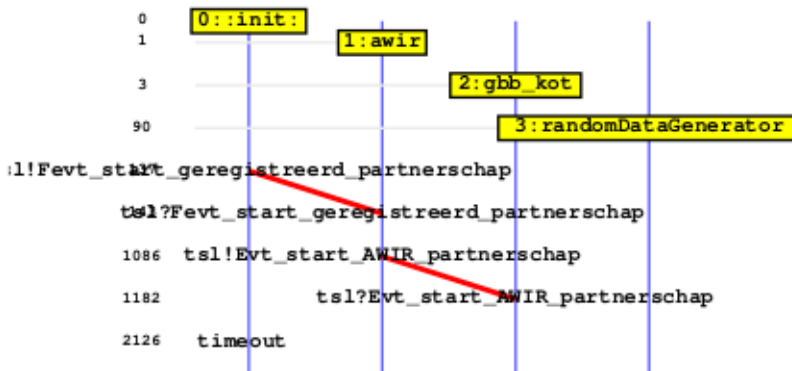 0 0::init:
1 1:awir
3 2:gbb_kot
90 3:randomDataGenerator
sl!Fevt_start_geregistreerd_partnerschap
tsl?Fevt_start_geregistreerd_partnerschap
1086 tsl!Evt_start_AWIR_partnerschap
1182 tsl?Evt_start_AWIR_partnerschap
2126 timeout